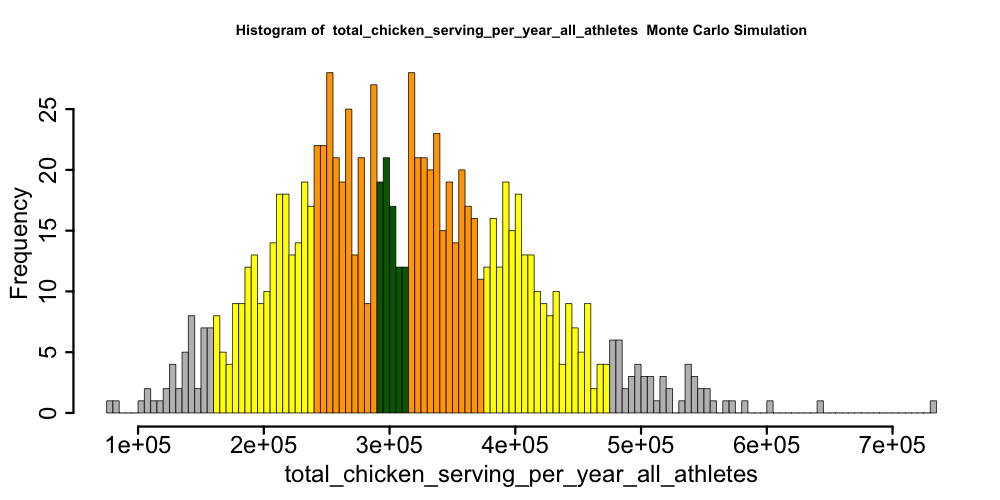 Histogram of  total_chicken_serving_per_year_all_athletes  Monte Carlo Simulation
Frequency
25
20
15
10
5
0
1e+05 2e+05 3e+05 4e+05 5e+05 6e+05 7e+05
total_chicken_serving_per_year_all_athletes